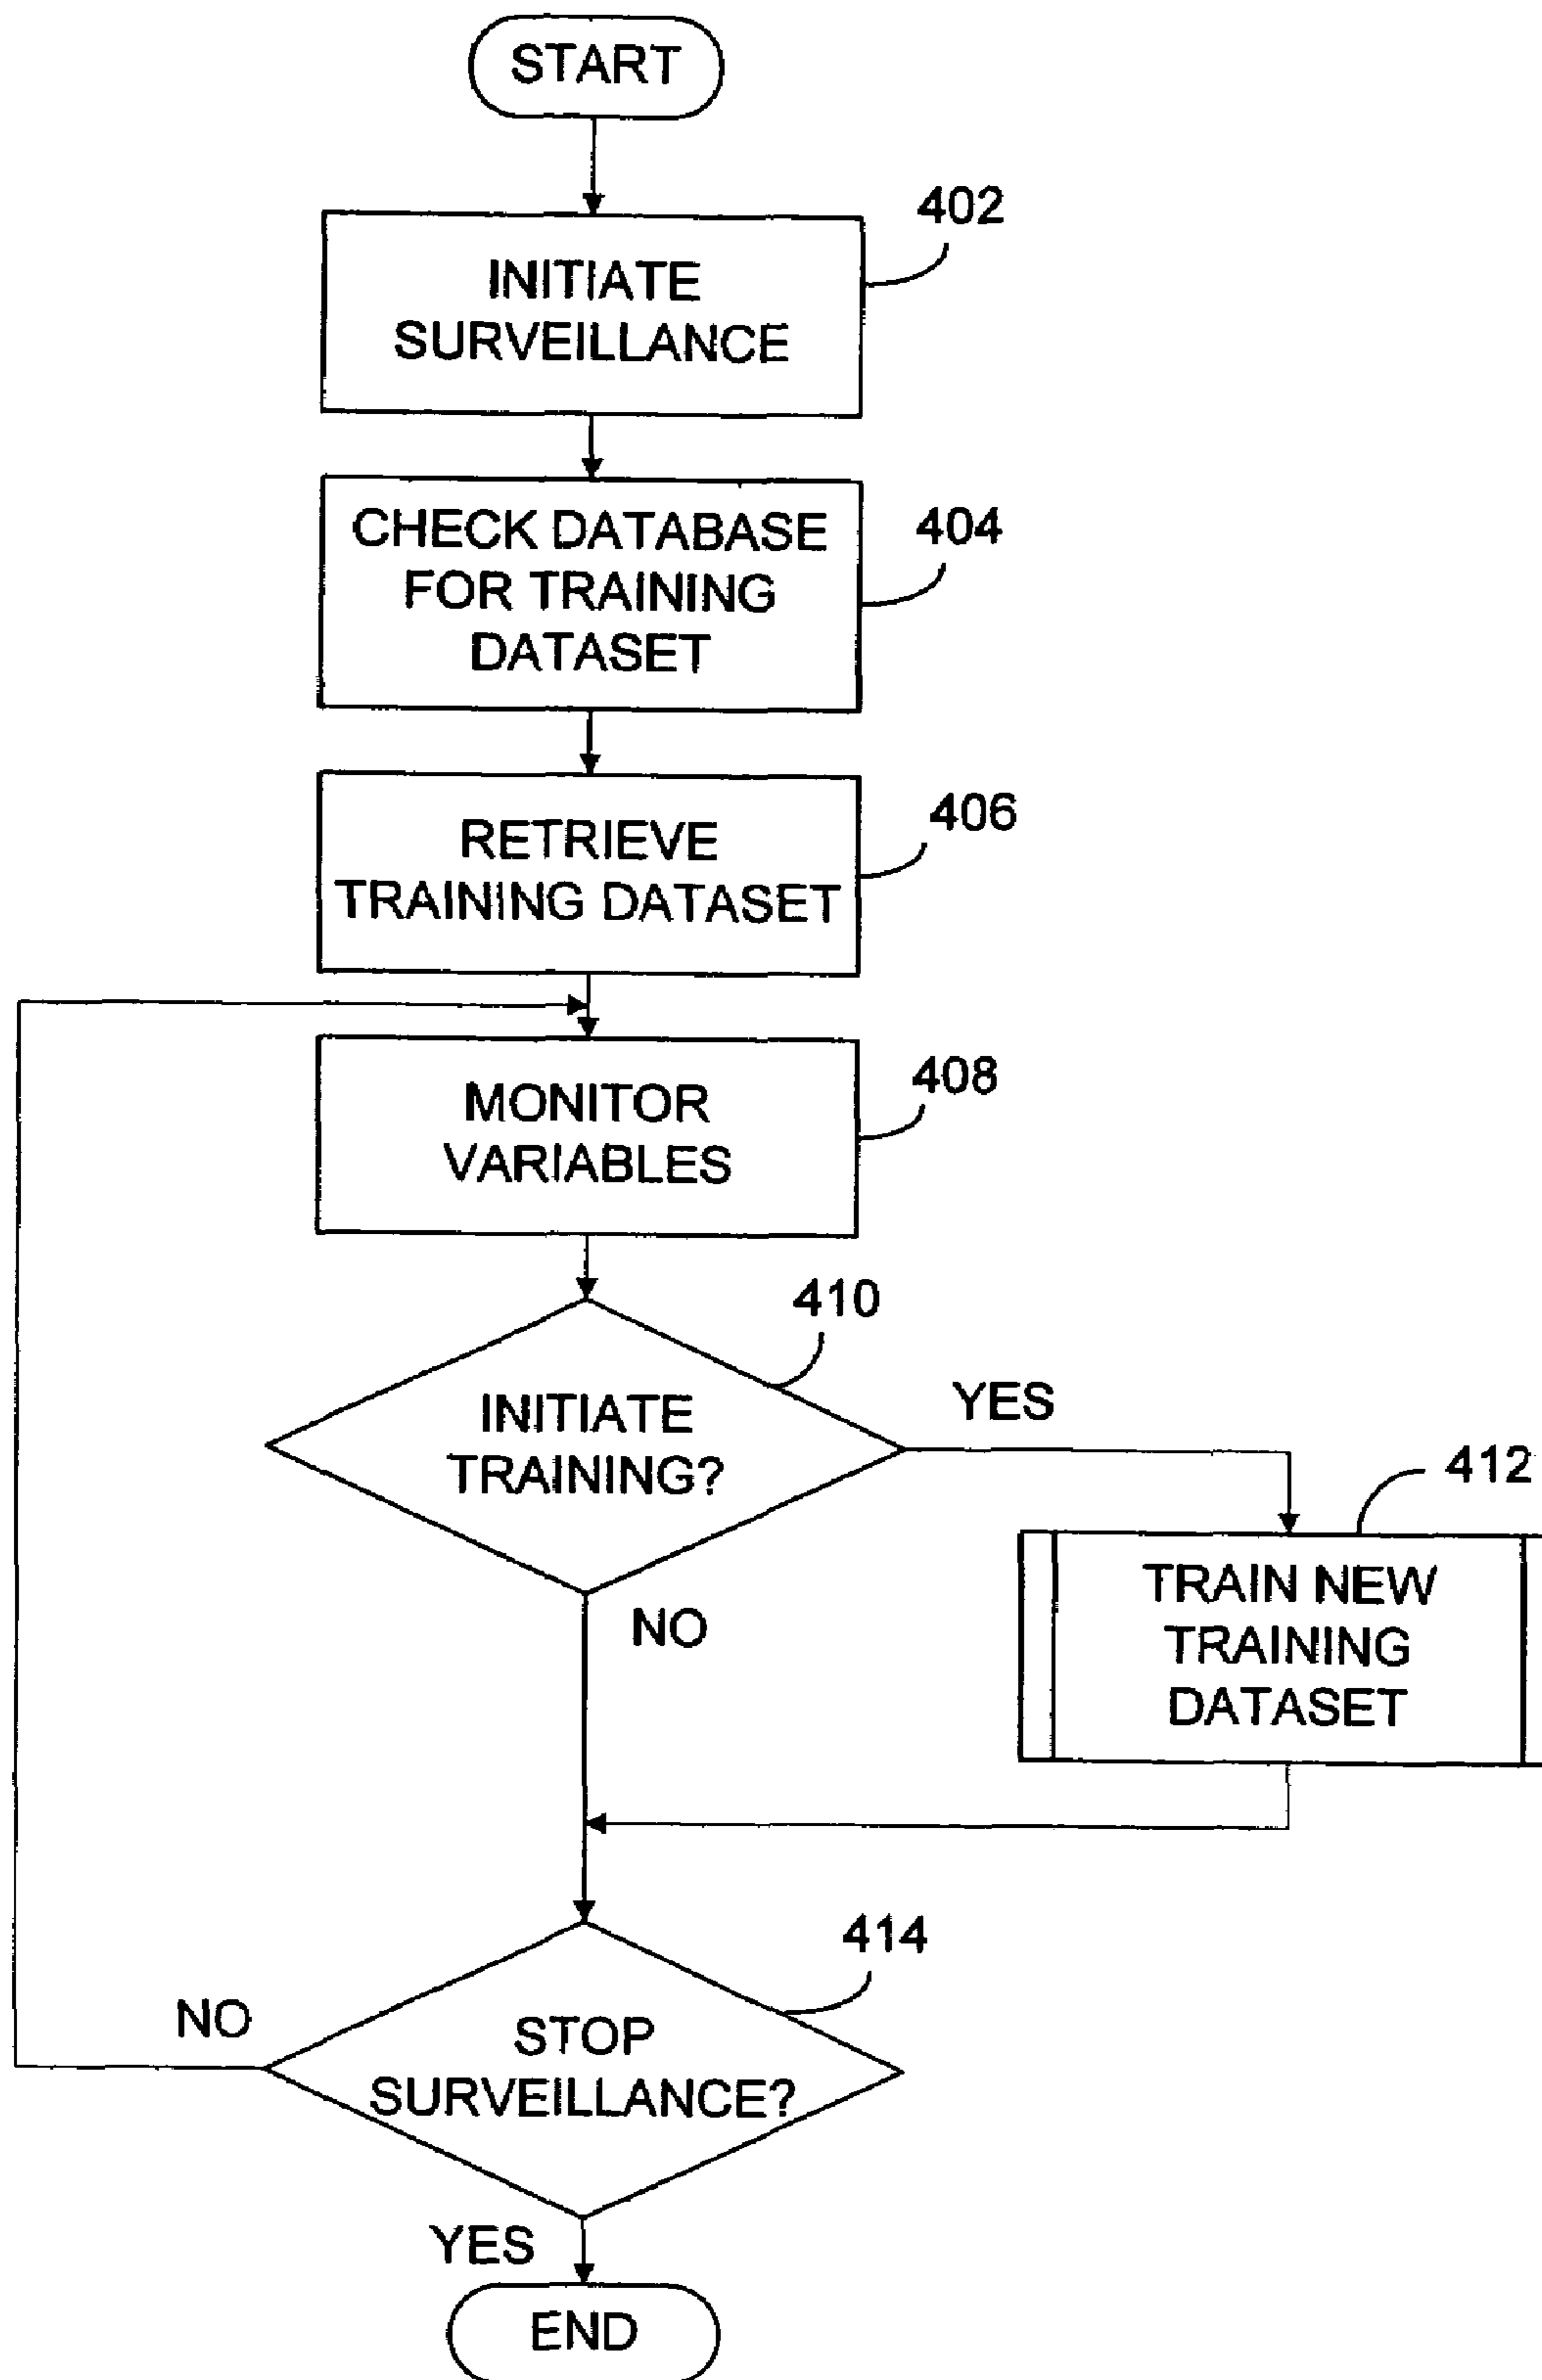 START
402
INITIATE
SURVEILLANCE
404
CHECK DATABASE
FOR TRAINING
DATASET
406
RETRIEVE
TRAINING DATASET
408
MONITOR
VARIABLES
410
INITIATE
TRAINING?
YES
NO
412
TRAIN NEW
TRAINING
DATASET
414
STOP
SURVEILLANCE?
NO
YES
END